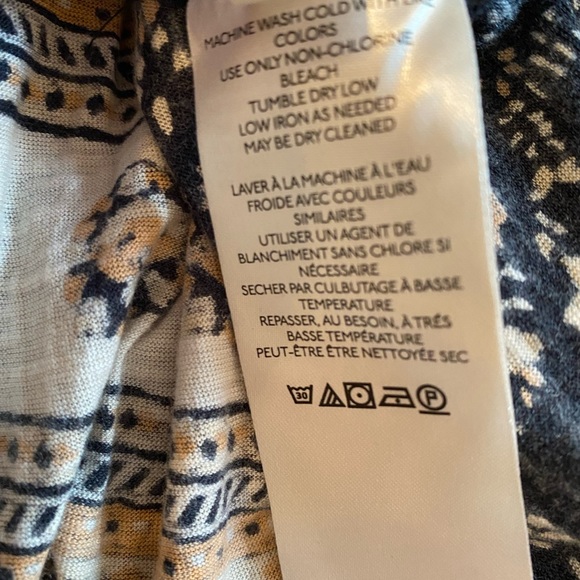 MACHINE WASH COLD WITH LIKE
COLORS
USE ONLY NON-CHLORINE
BLEACH
TUMBLE DRY LOW
LOW IRON AS NEEDED
MAY BE DRY CLEANED
LAVER À LA MACHINE À L'EAU
FROIDE AVEC COULEURS
SIMILAIRES
UTILISER UN AGENT DE
BLANCHIMENT SANS CHLORE SI
NÉCESSAIRE
SECHER PAR CULBUTAGE À BASSE
TEMPERATURE
REPASSER, AU BESOIN, À TRÉS
BASSE TEMPÉRATURE
PEUT-ÊTRE ÊTRE NETTOYÉE SEC
30 P